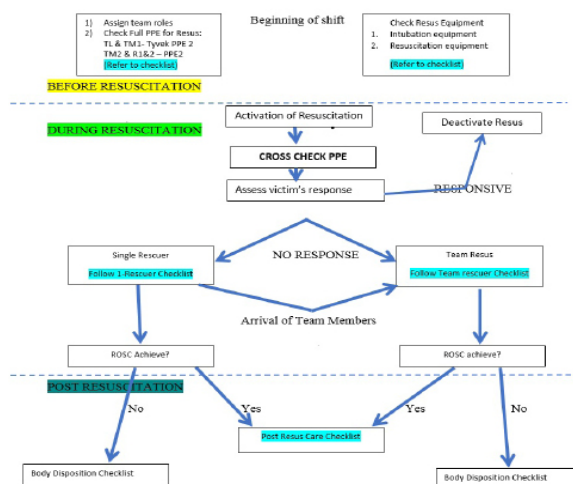 Beginning of shift
1) Assign team roles
2) Check Full PPE for Resus:
TL & TM1- Tyvek PPE 2
TM2 & R1&2 – PPE2
(Refer to checklist)
Check Resus Equipment
1. Intubation equipment
2. Resuscitation equipment
(Refer to checklist)
BEFORE RESUSCITATION
DURING RESUSCITATION
Activation of Resuscitation
Deactivate Resus
CROSS CHECK PPE
Assess victim's response
RESPONSIVE
NO RESPONSE
Single Rescuer
Follow 1-Rescuer Checklist
Team Resus
Follow Team rescuer Checklist
Arrival of Team Members
ROSC Achieve?
ROSC achieve?
POST RESUSCITATION
No
Yes
Yes
No
Post Resus Care Checklist
Body Disposition Checklist
Body Disposition Checklist